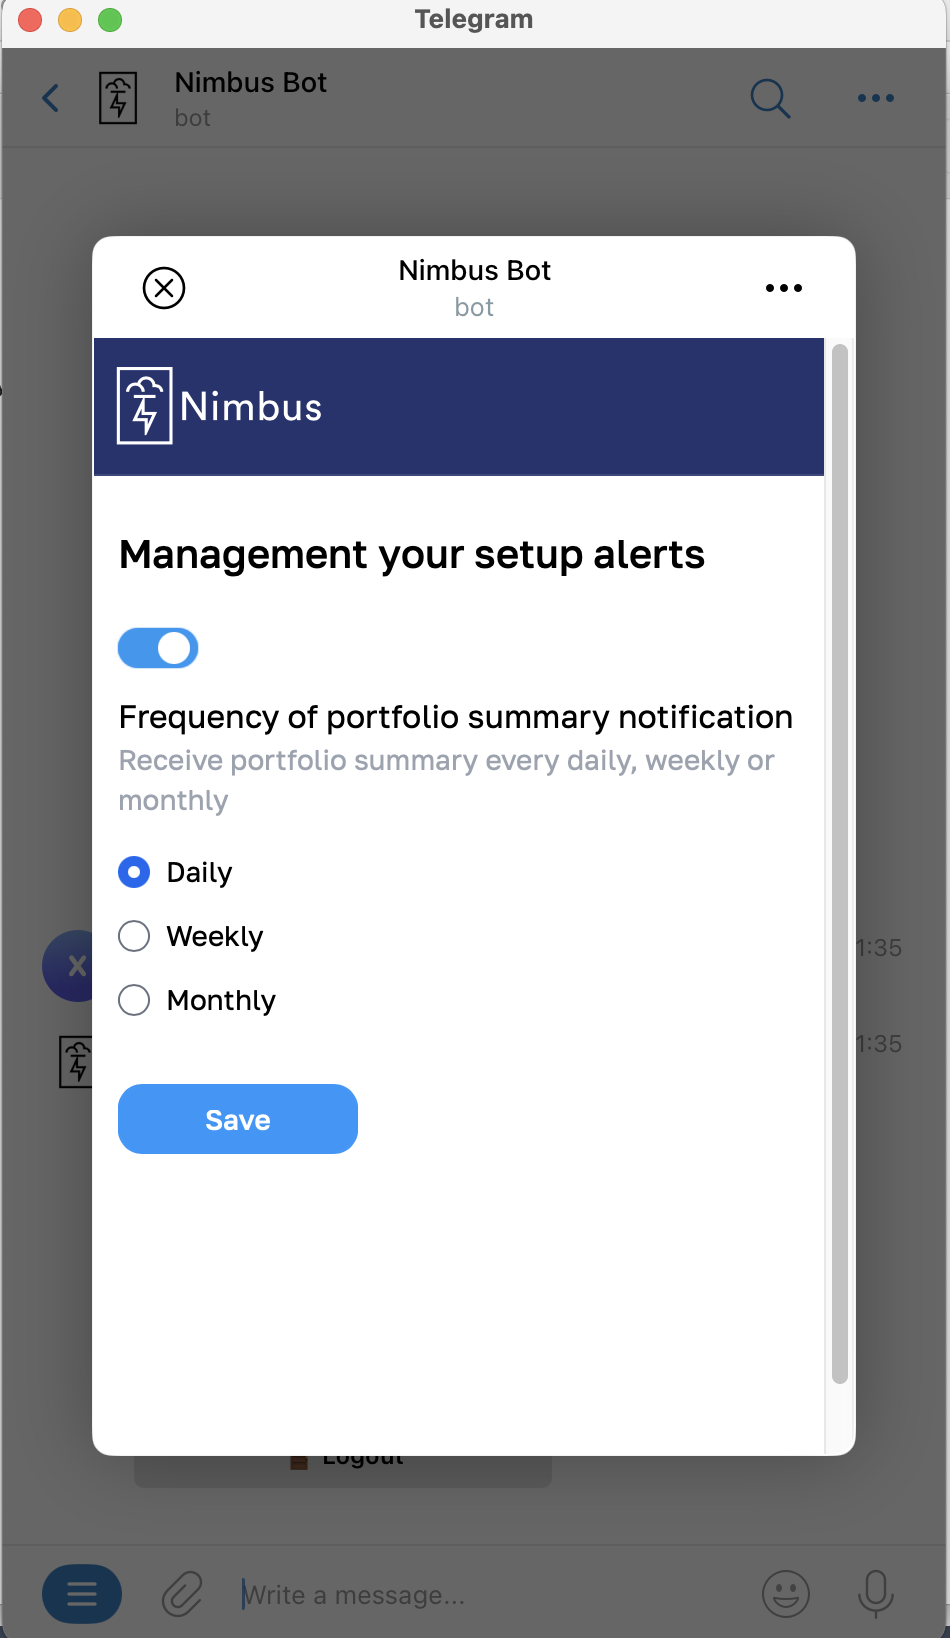 Telegram
Nimbus Bot
bot
Nimbus Bot
bot
Nimbus
Management your setup alerts
Frequency of portfolio summary notification
Receive portfolio summary every daily, weekly or
monthly
Daily
Weekly
Monthly
X
1:35
1:35
Save
Logout
Write a message...